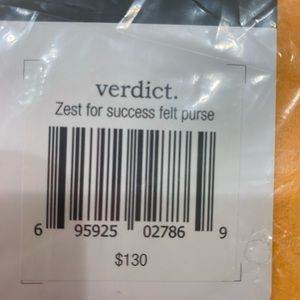 verdict.
Zest for success felt purse
6 95925 02786 9
$130